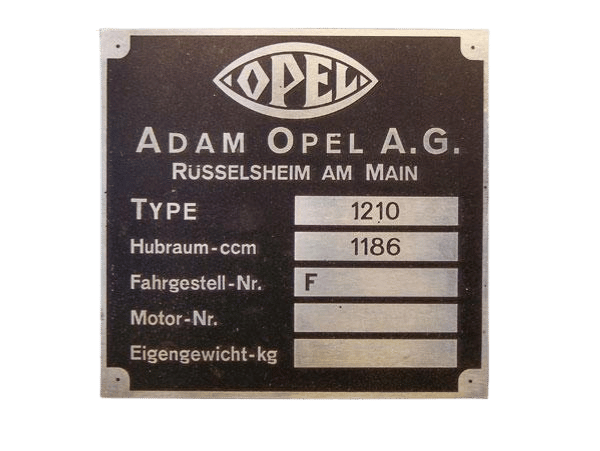 OPEL
ADAM OPEL A.G.
RÜSSELSHEIM AM MAIN
TYPE 1210
Hubraum-ccm 1186
Fahrgestell-Nr. F
Motor-Nr.
Eigengewicht-kg